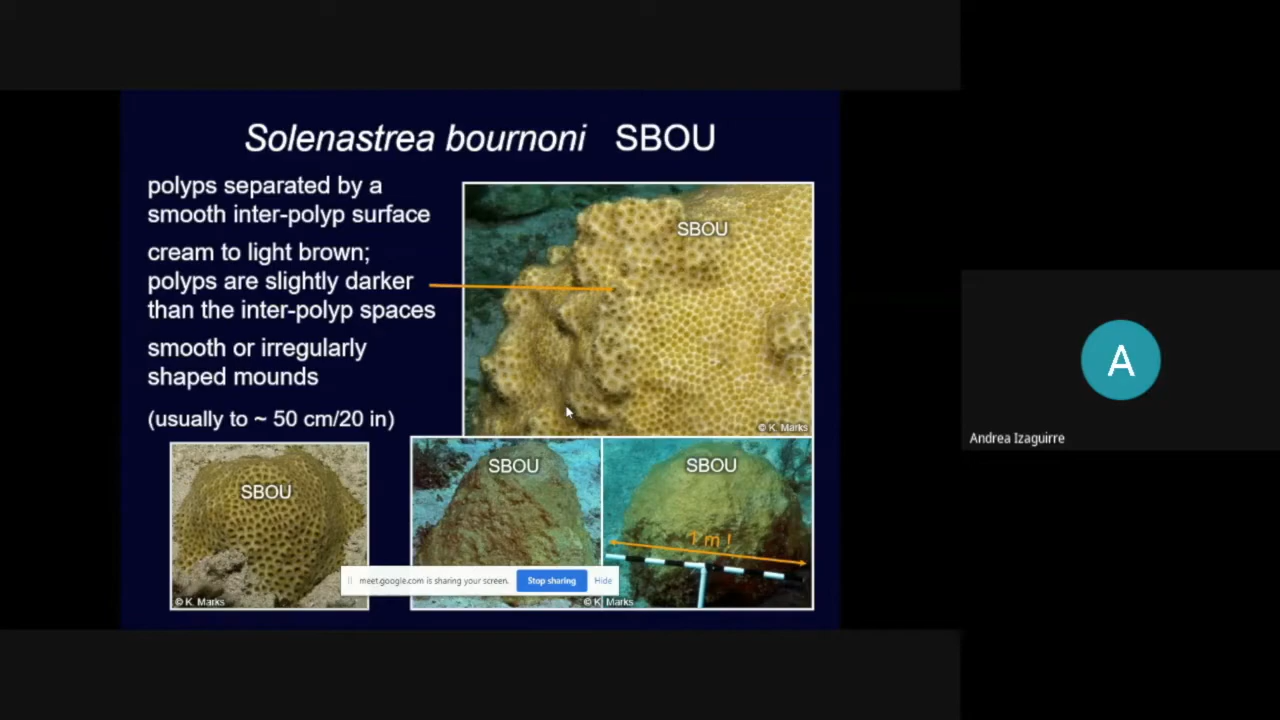 Solenastrea bournoni SBOU
polyps separated by a
smooth inter-polyp surface
cream to light brown;
polyps are slightly darker
than the inter-polyp spaces
smooth or irregularly
shaped mounds
(usually to ~ 50 cm/20 in)
SBOU
© K. Marks
SBOU
© K. Marks
SBOU
SBOU
1 m !
© K. Marks
meet.google.com is sharing your screen.
Stop sharing
Hide
A
Andrea Izaguirre